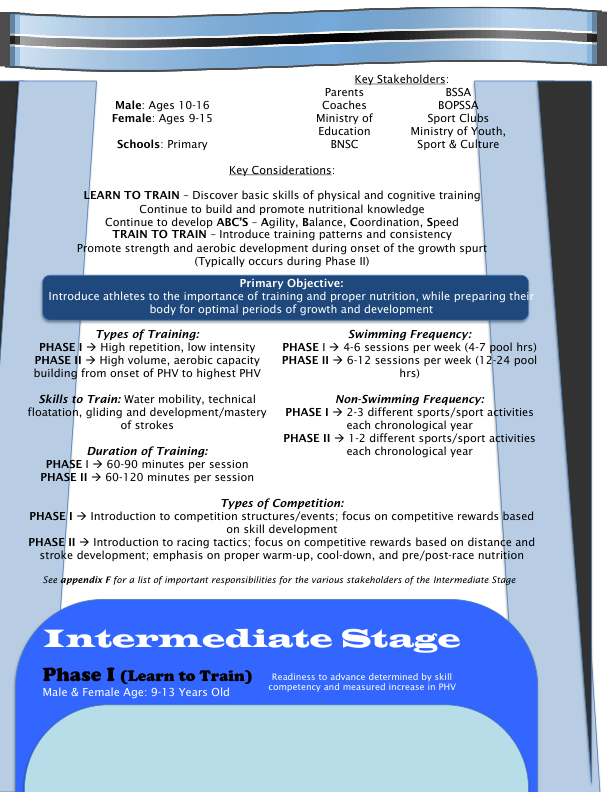 Key Stakeholders:
Male: Ages 10-16
Female: Ages 9-15
Schools: Primary
Parents
Coaches
Ministry of
Education
BNSC
BSSA
BOPSSA
Sport Clubs
Ministry of Youth,
Sport & Culture
Key Considerations:
LEARN TO TRAIN – Discover basic skills of physical and cognitive training
Continue to build and promote nutritional knowledge
Continue to develop ABC'S – Agility, Balance, Coordination, Speed
TRAIN TO TRAIN – Introduce training patterns and consistency
Promote strength and aerobic development during onset of the growth spurt
(Typically occurs during Phase II)
Primary Objective:
Introduce athletes to the importance of training and proper nutrition, while preparing their
body for optimal periods of growth and development
Types of Training:
PHASE I → High repetition, low intensity
PHASE II → High volume, aerobic capacity
building from onset of PHV to highest PHV
Skills to Train: Water mobility, technical
floatation, gliding and development/mastery
of strokes
Duration of Training:
PHASE I → 60-90 minutes per session
PHASE II → 60-120 minutes per session
Swimming Frequency:
PHASE I → 4-6 sessions per week (4-7 pool hrs)
PHASE II → 6-12 sessions per week (12-24 pool
hrs)
Non-Swimming Frequency:
PHASE I → 2-3 different sports/sport activities
each chronological year
PHASE II → 1-2 different sports/sport activities
each chronological year
Types of Competition:
PHASE I → Introduction to competition structures/events; focus on competitive rewards based
on skill development
PHASE II → Introduction to racing tactics; focus on competitive rewards based on distance and
stroke development; emphasis on proper warm-up, cool-down, and pre/post-race nutrition
See appendix F for a list of important responsibilities for the various stakeholders of the Intermediate Stage
Intermediate Stage
Phase I (Learn to Train)
Male & Female Age: 9-13 Years Old
Readiness to advance determined by skill
competency and measured increase in PHV